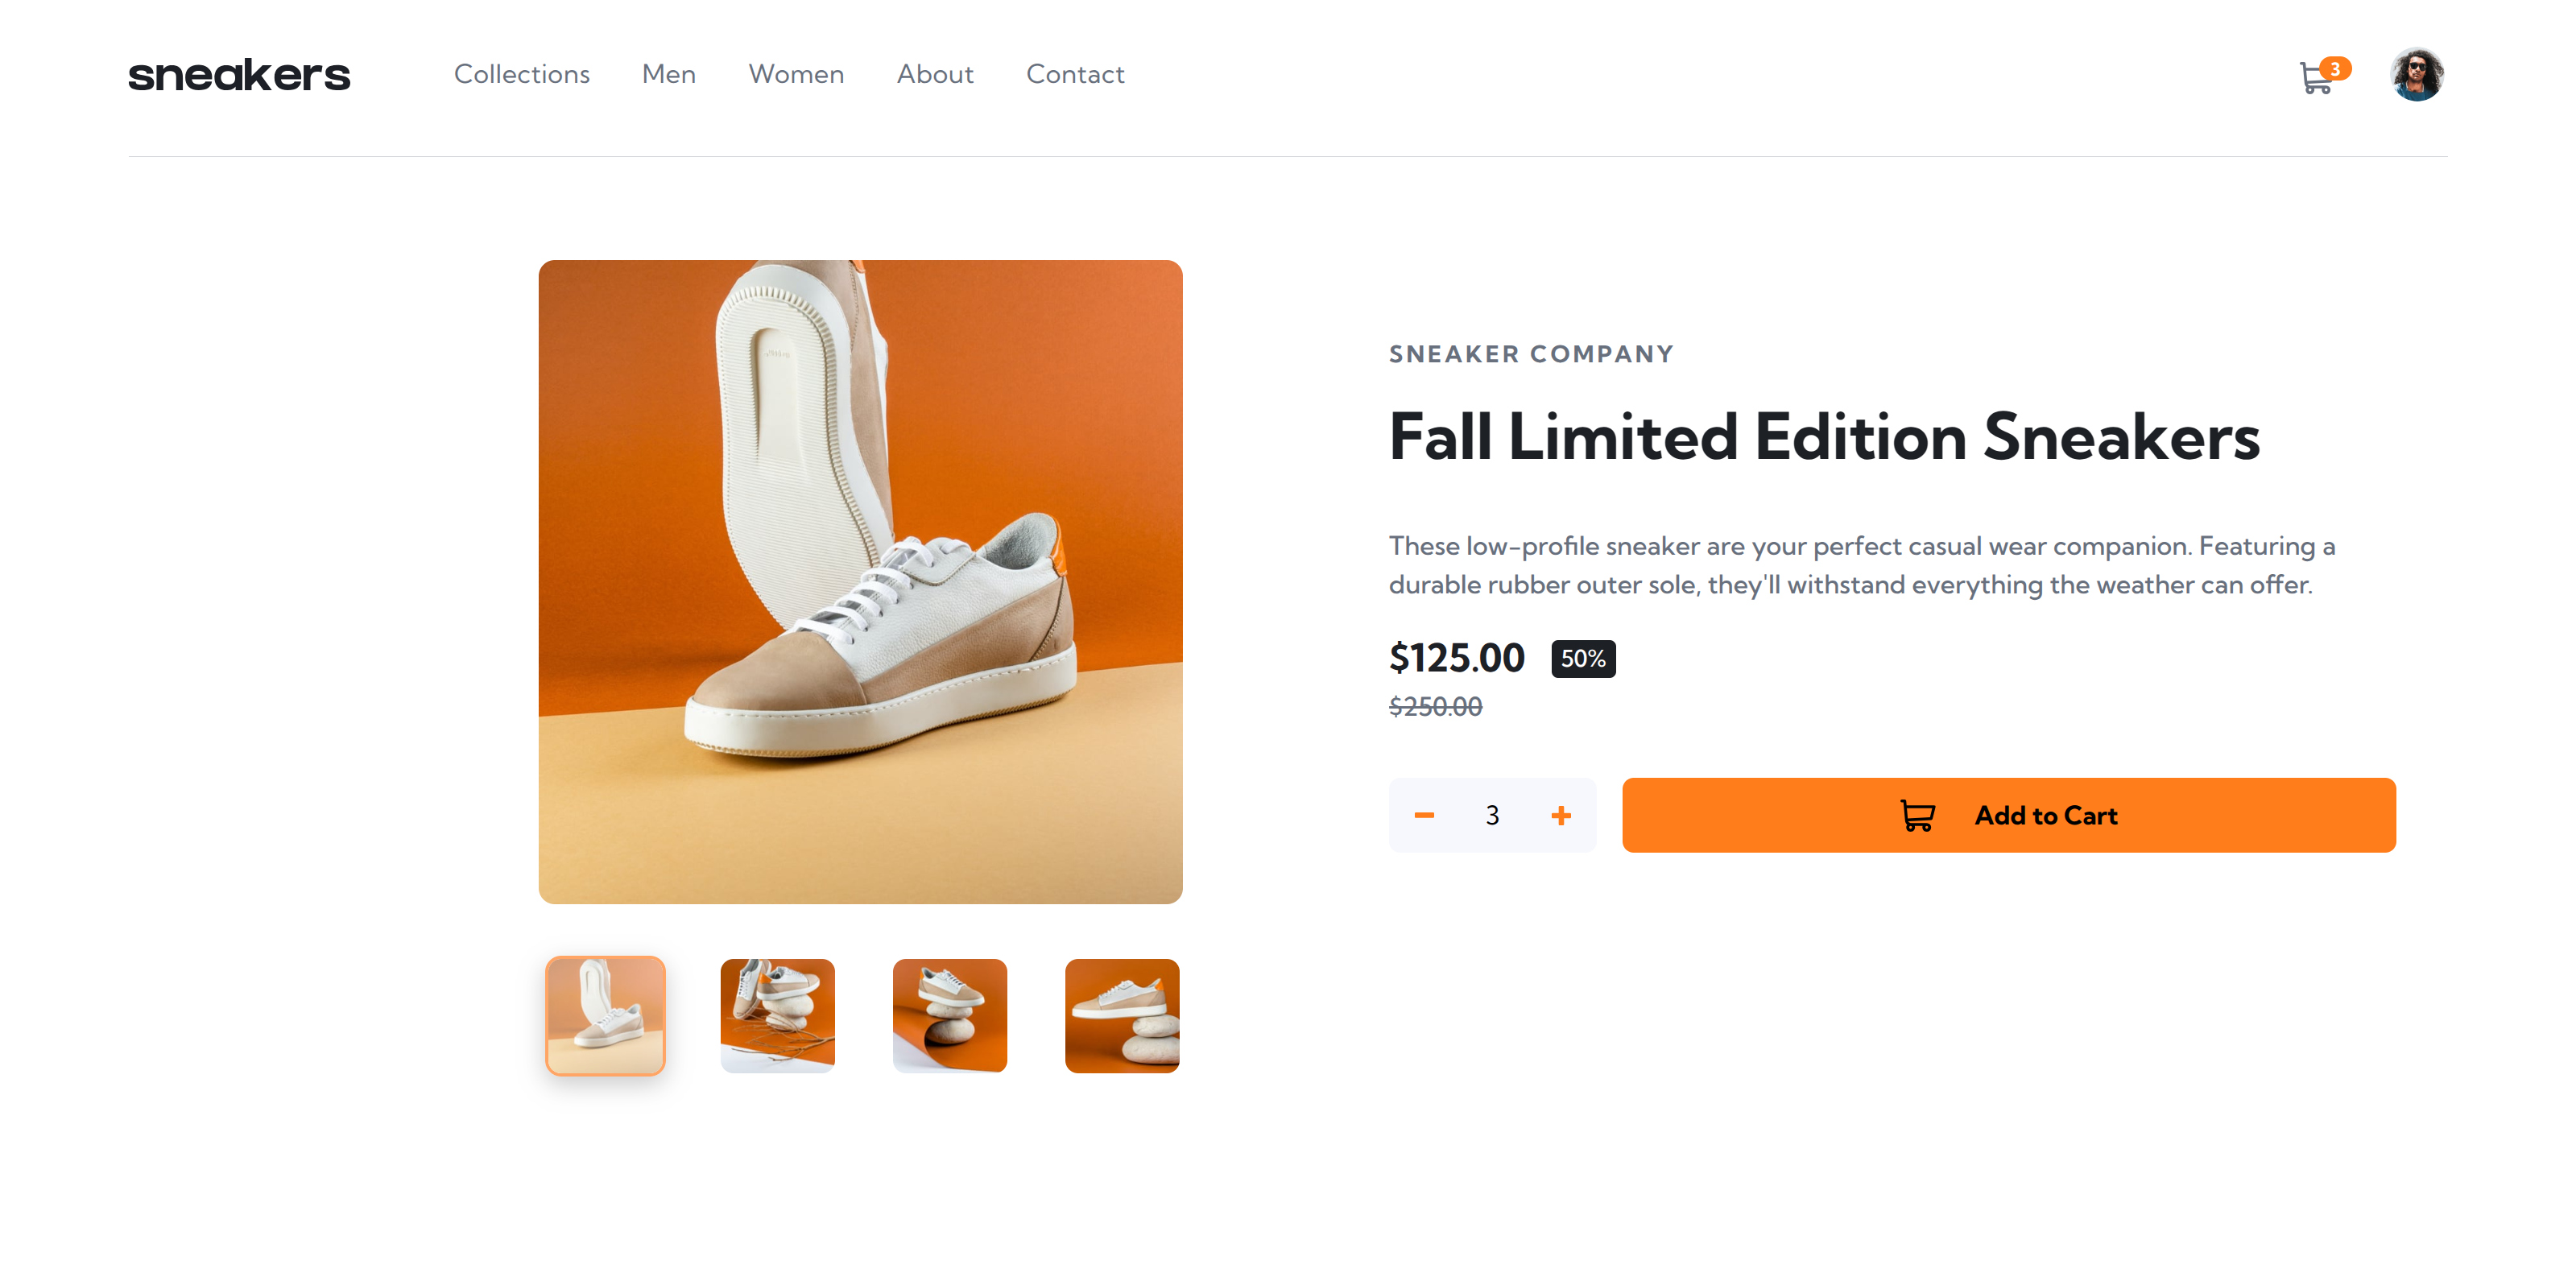 sneakers
Collections Men Women About Contact
3
SNEAKER COMPANY
Fall Limited Edition Sneakers
These low-profile sneaker are your perfect casual wear companion. Featuring a
durable rubber outer sole, they'll withstand everything the weather can offer.
$125.00 50%
$250.00
3
Add to Cart